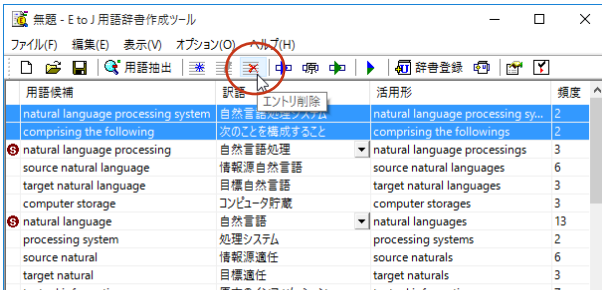 無題 - E to J 用語辞書作成ツール
ファイル(F) 編集(E) 表示(V) オプション(O) ヘルプ(H)
用語抽出 辞書登録
エントリ削除
用語候補 訳語 活用形 頻度
natural language processing system 自然言語処理システム natural language processing sy... 2
comprising the following 次のことを構成すること comprising the followings 2
S natural language processing 自然言語処理 natural language processings 3
source natural language 情報源自然言語 source natural languages 6
target natural language 目標自然言語 target natural languages 3
computer storage コンピュータ貯蔵 computer storages 3
S natural language 自然言語 natural languages 13
processing system 処理システム processing systems 2
source natural 情報源適任 source naturals 6
target natural 目標適任 target naturals 3